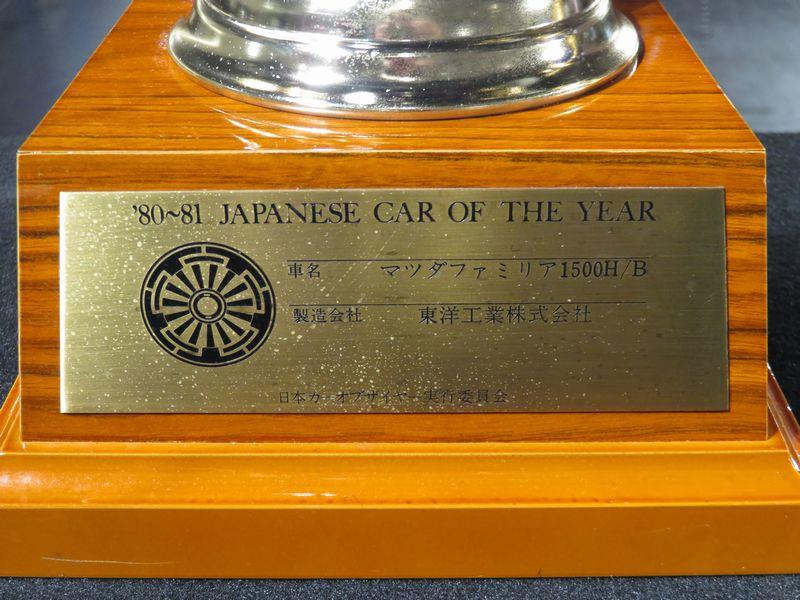 '80~81 JAPANESE CAR OF THE YEAR
車名 マツダファミリア1500H/B
製造会社 東洋工業株式会社
日本カーオブザイヤー実行委員会